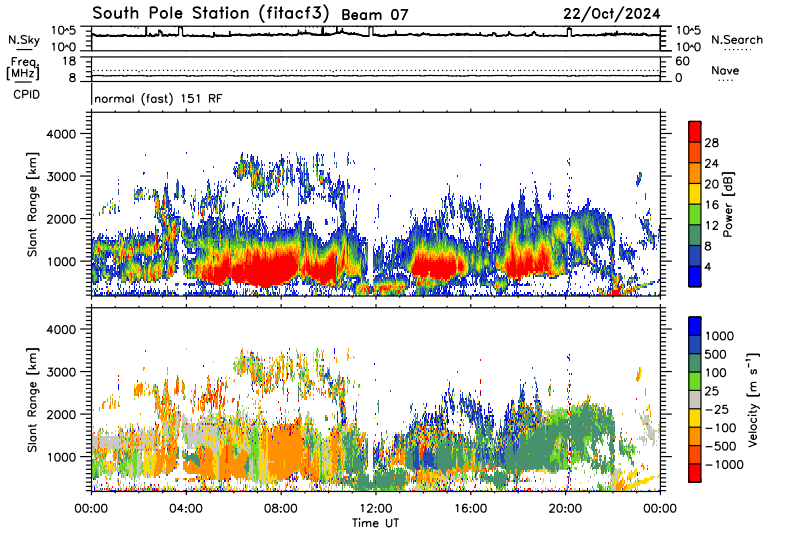 South Pole Station (fitacf3) Beam 07 22/Oct/2024
N.Sky 10^5 10^0 10^5 10^0 N.Search
Freq. [MHz] 18 8 60 0 Nave
CPID normal (fast) 151 RF
Slant Range [km] 4000 3000 2000 1000
Power [dB] 28 24 20 16 12 8 4
Slant Range [km] 4000 3000 2000 1000
Velocity [m s⁻¹] 1000 500 100 25 −25 −100 −500 −1000
00:00 04:00 08:00 12:00 16:00 20:00 00:00
Time UT